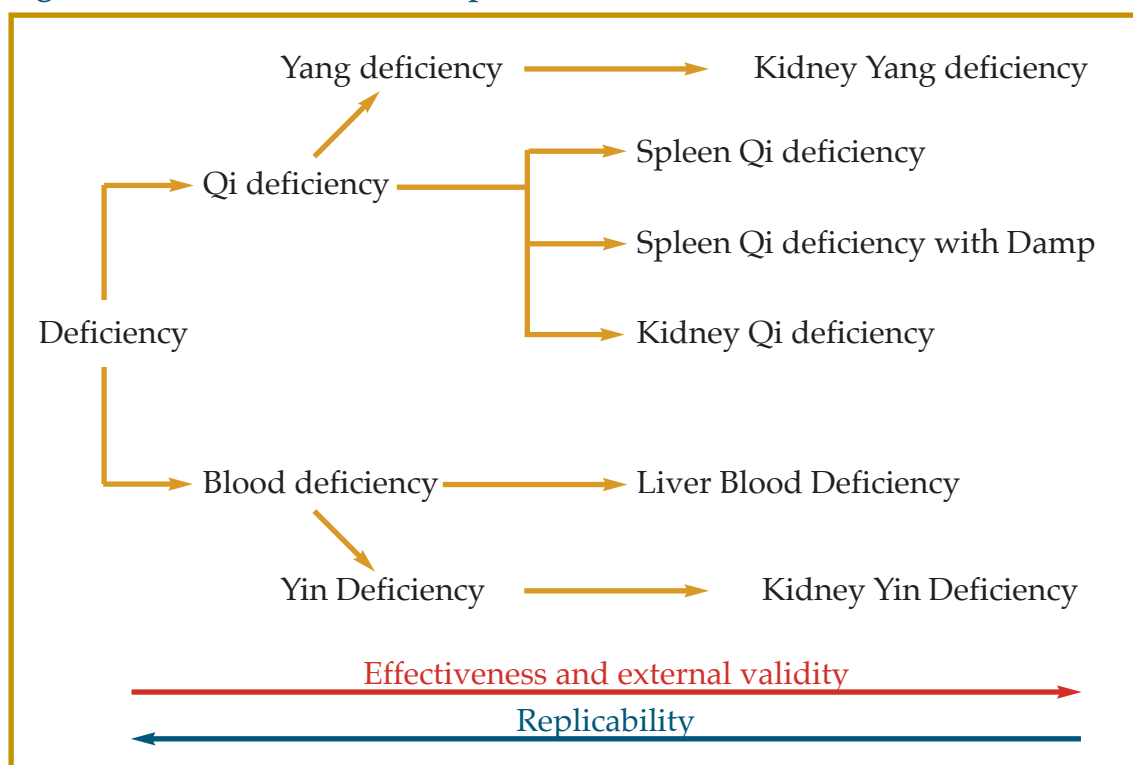 Yang deficiency
Kidney Yang deficiency
Spleen Qi deficiency
Qi deficiency
Spleen Qi deficiency with Damp
Deficiency
Kidney Qi deficiency
Blood deficiency
Liver Blood Deficiency
Yin Deficiency
Kidney Yin Deficiency
Effectiveness and external validity
Replicability